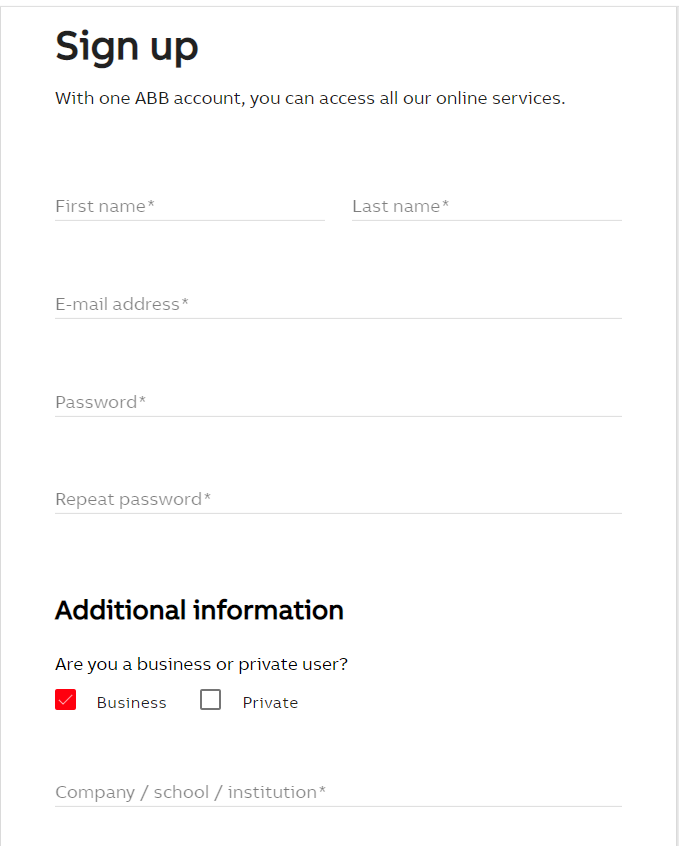 Sign up
With one ABB account, you can access all our online services.
First name* Last name*
E-mail address*
Password*
Repeat password*
Additional information
Are you a business or private user?
Business Private
Company / school / institution*